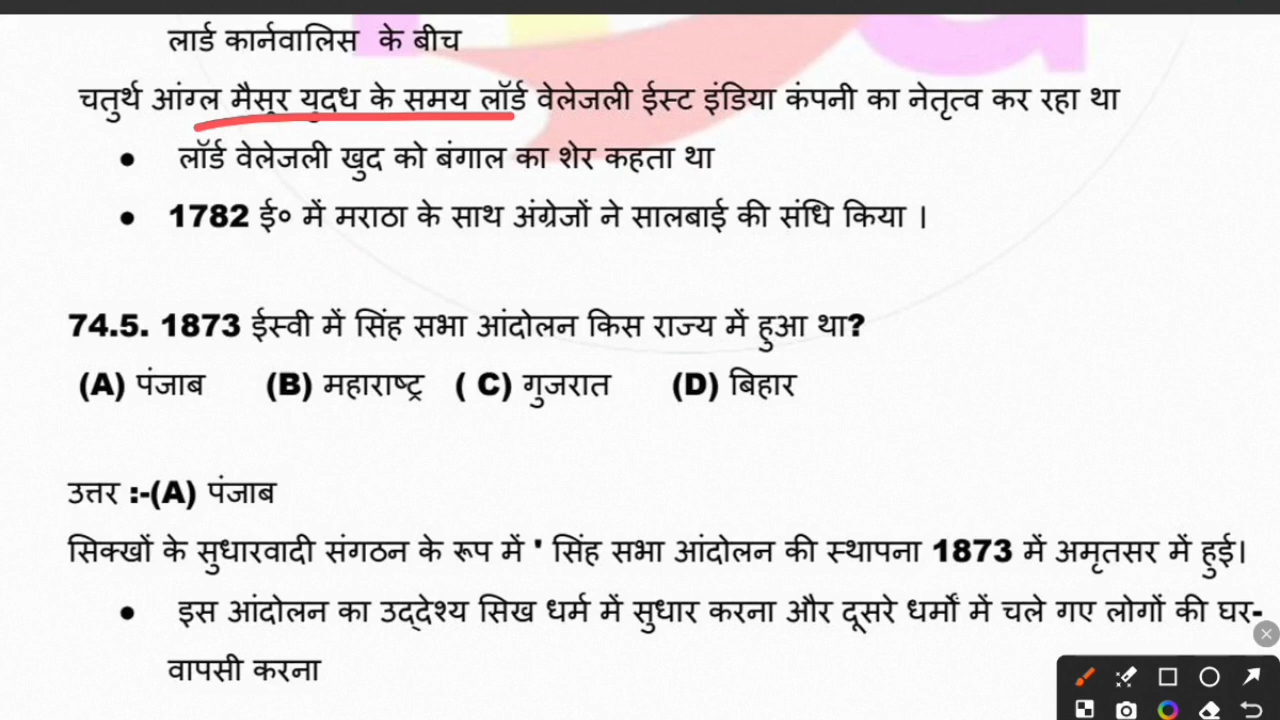 लार्ड कार्नवालिस के बीच
चतुर्थ आंग्ल मैसूर युद्ध के समय लॉर्ड वेलेजली ईस्ट इंडिया कंपनी का नेतृत्व कर रहा था
● लॉर्ड वेलेजली खुद को बंगाल का शेर कहता था
● 1782 ई० में मराठा के साथ अंग्रेजों ने सालबाई की संधि किया ।
74.5. 1873 ईस्वी में सिंह सभा आंदोलन किस राज्य में हुआ था?
(A) पंजाब (B) महाराष्ट्र ( C) गुजरात (D) बिहार
उत्तर :-(A) पंजाब
सिक्खों के सुधारवादी संगठन के रूप में ' सिंह सभा आंदोलन की स्थापना 1873 में अमृतसर में हुई।
● इस आंदोलन का उद्देश्य सिख धर्म में सुधार करना और दूसरे धर्मों में चले गए लोगों की घर-
वापसी करना